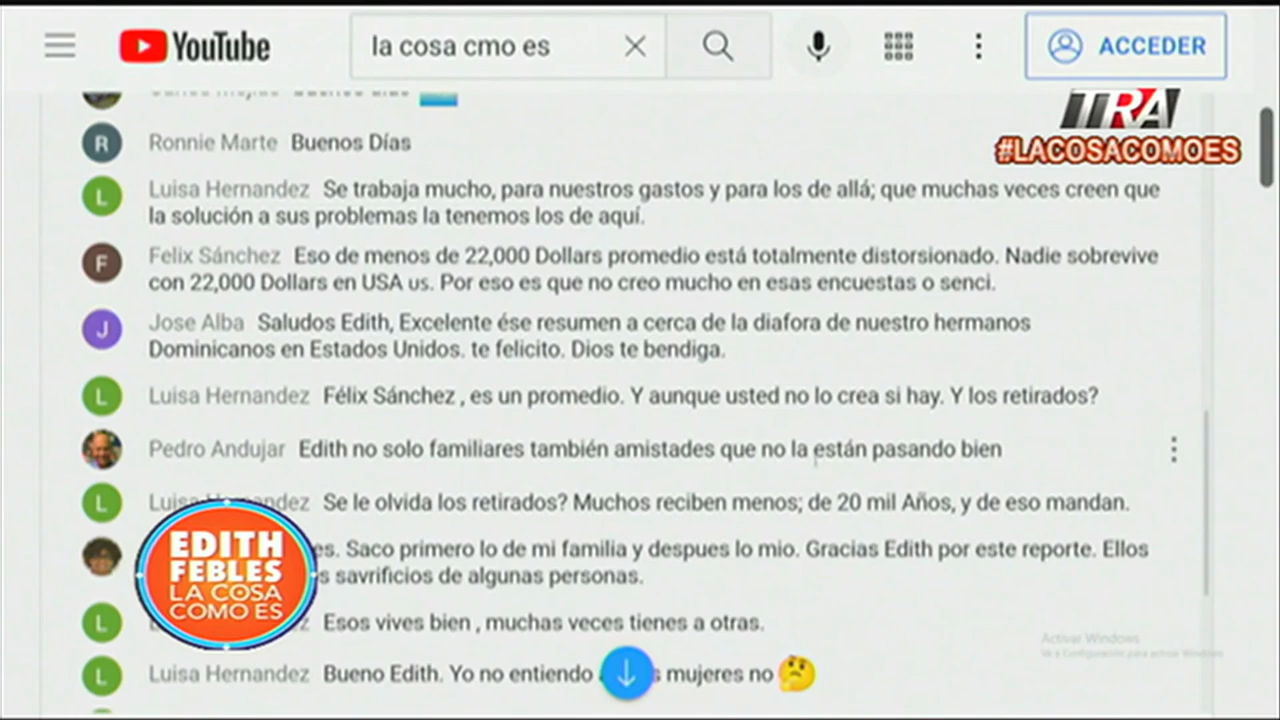 YouTube
la cosa cmo es
ACCEDER
TRA
#LACOSACOMOES
Ronnie Marte Buenos Días
Luisa Hernandez Se trabaja mucho, para nuestros gastos y para los de allá; que muchas veces creen que
la solución a sus problemas la tenemos los de aquí.
Felix Sánchez Eso de menos de 22,000 Dollars promedio está totalmente distorsionado. Nadie sobrevive
con 22,000 Dollars en USA us. Por eso es que no creo mucho en esas encuestas o senci.
Jose Alba Saludos Edith, Excelente ése resumen a cerca de la diafora de nuestro hermanos
Dominicanos en Estados Unidos. te felicito. Dios te bendiga.
Luisa Hernandez Félix Sánchez , es un promedio. Y aunque usted no lo crea si hay. Y los retirados?
Pedro Andujar Edith no solo familiares también amistades que no la están pasando bien
Luisa Hernandez Se le olvida los retirados? Muchos reciben menos; de 20 mil Años, y de eso mandan.
es. Saco primero lo de mi familia y despues lo mio. Gracias Edith por este reporte. Ellos
s savrificios de algunas personas.
Esos vives bien , muchas veces tienes a otras.
Luisa Hernandez Bueno Edith. Yo no entiendo s mujeres no 🤔
EDITH
FEBLES
LA COSA
COMO ES
Activar Windows
Ve a Configuración para activar Windows.